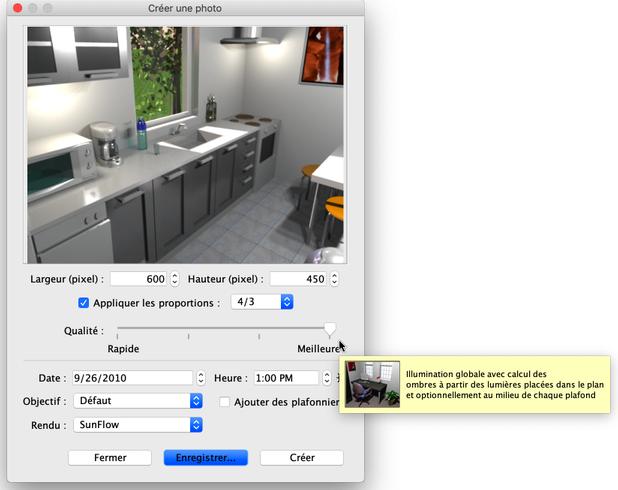 Créer une photo
Largeur (pixel) : 600 Hauteur (pixel) : 450
Appliquer les proportions : 4/3
Qualité :
Rapide Meilleure
Illumination globale avec calcul des
ombres à partir des lumières placées dans le plan
et optionnellement au milieu de chaque plafond
Date : 9/26/2010 Heure : 1:00 PM
Objectif : Défaut Ajouter des plafonnier
Rendu : SunFlow
Fermer Enregistrer... Créer